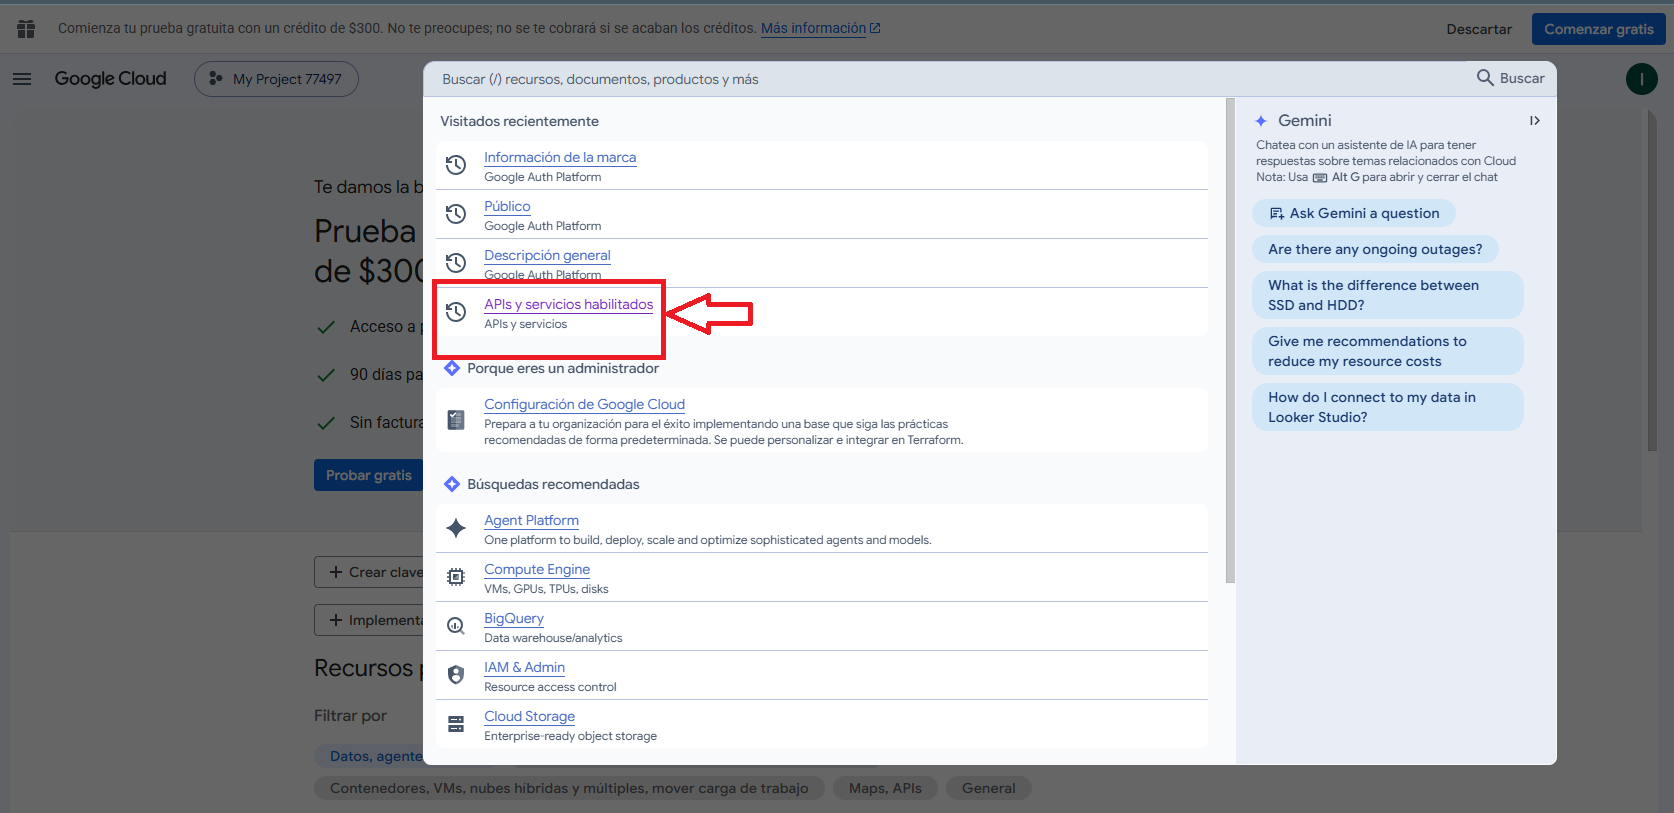 Comienza tu prueba gratuita con un crédito de $300. No te preocupes; no se te cobrará si se acaban los créditos. Más información
Descartar
Comenzar gratis
Google Cloud
My Project 77497
Buscar (/) recursos, documentos, productos y más
Buscar
I
Visitados recientemente
Información de la marca
Google Auth Platform
Público
Google Auth Platform
Descripción general
Google Auth Platform
APIs y servicios habilitados
APIs y servicios
Porque eres un administrador
Configuración de Google Cloud
Prepara a tu organización para el éxito implementando una base que siga las prácticas
recomendadas de forma predeterminada. Se puede personalizar e integrar en Terraform.
Búsquedas recomendadas
Agent Platform
One platform to build, deploy, scale and optimize sophisticated agents and models.
Compute Engine
VMs, GPUs, TPUs, disks
BigQuery
Data warehouse/analytics
IAM & Admin
Resource access control
Cloud Storage
Enterprise-ready object storage
Gemini
Chatea con un asistente de IA para tener
respuestas sobre temas relacionados con Cloud
Nota: Usa Alt G para abrir y cerrar el chat
Ask Gemini a question
Are there any ongoing outages?
What is the difference between
SSD and HDD?
Give me recommendations to
reduce my resource costs
How do I connect to my data in
Looker Studio?
Te damos la b
Prueba
de $300
Acceso a p
90 días pa
Sin factura
Probar gratis
+ Crear clave
+ Implementa
Recursos p
Filtrar por
Datos, agente
Contenedores, VMs, nubes híbridas y múltiples, mover carga de trabajo
Maps, APIs
General